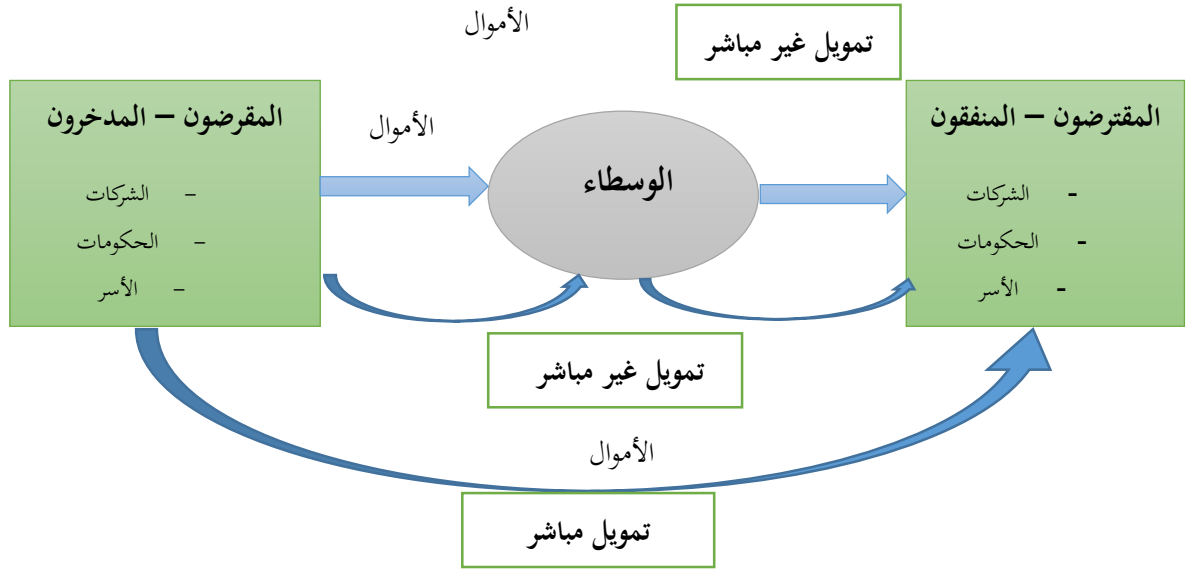 الأموال
تمويل غير مباشر
المقرضون – المدخرون
- الشركات
- الحكومات
- الأسر
الأموال
الوسطاء
المقترضون – المنفقون
- الشركات
- الحكومات
- الأسر
تمويل غير مباشر
الأموال
تمويل مباشر